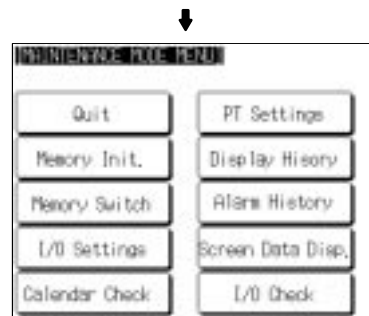 [MAINTENANCE MODE MENU]
Quit
PT Settings
Memory Init.
Display Hisory
Memory Switch
Alarm History
I/O Settings
Screen Data Disp.
Calendar Check
I/O Check